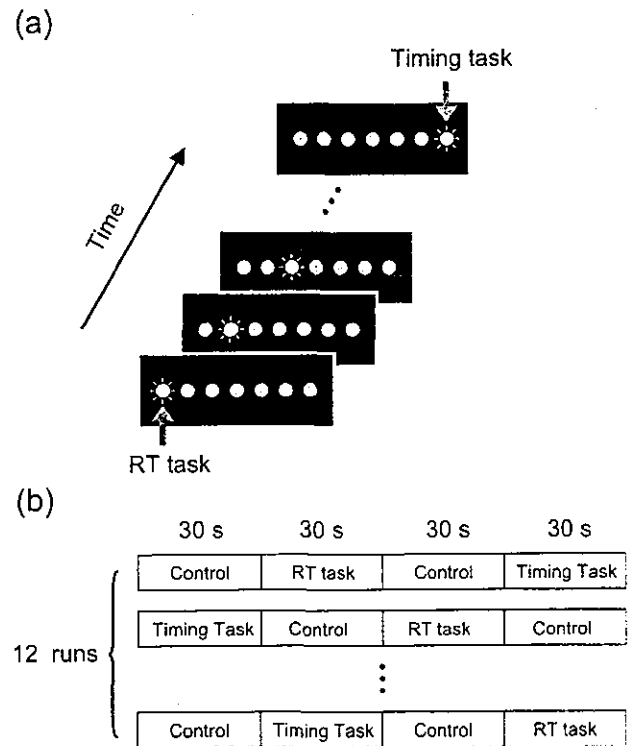 (a)
Timing task
Time
RT task
(b)
30 s 30 s 30 s 30 s
Control RT task Control Timing Task
12 runs
Timing Task Control RT task Control
Control Timing Task Control RT task